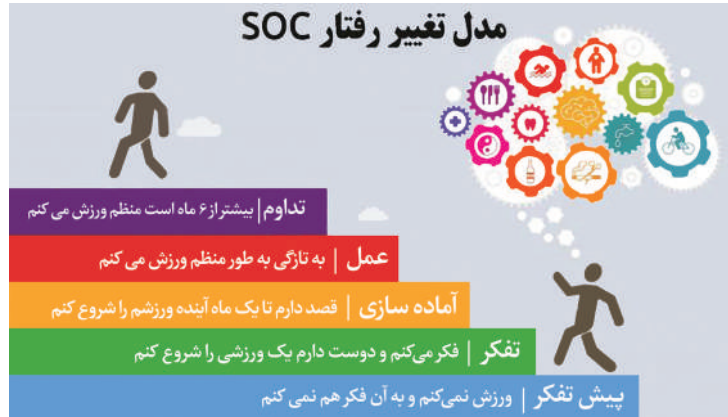 مدل تغییر رفتار SOC
تداوم | بیشتر از ۶ ماه است منظم ورزش می کنم
عمل | به تازگی به طور منظم ورزش می کنم
آماده سازی | قصد دارم تا یک ماه آینده ورزشم را شروع کنم
تفکر | فکر می‌کنم و دوست دارم یک ورزشی را شروع کنم
پیش تفکر | ورزش نمی‌کنم و به آن فکر هم نمی کنم